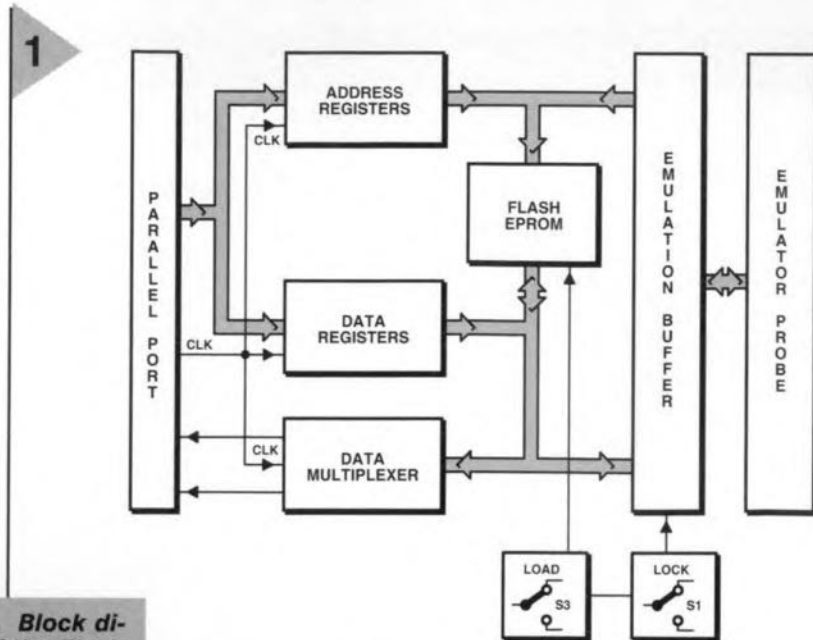 1
PARALLEL PORT
ADDRESS
REGISTERS
CLK
FLASH
EPROM
EMULATION BUFFER
EMULATOR PROBE
DATA
REGISTERS
CLK
DATA
MULTIPLEXER
CLK
LOAD
S3
LOCK
S1
Block di-